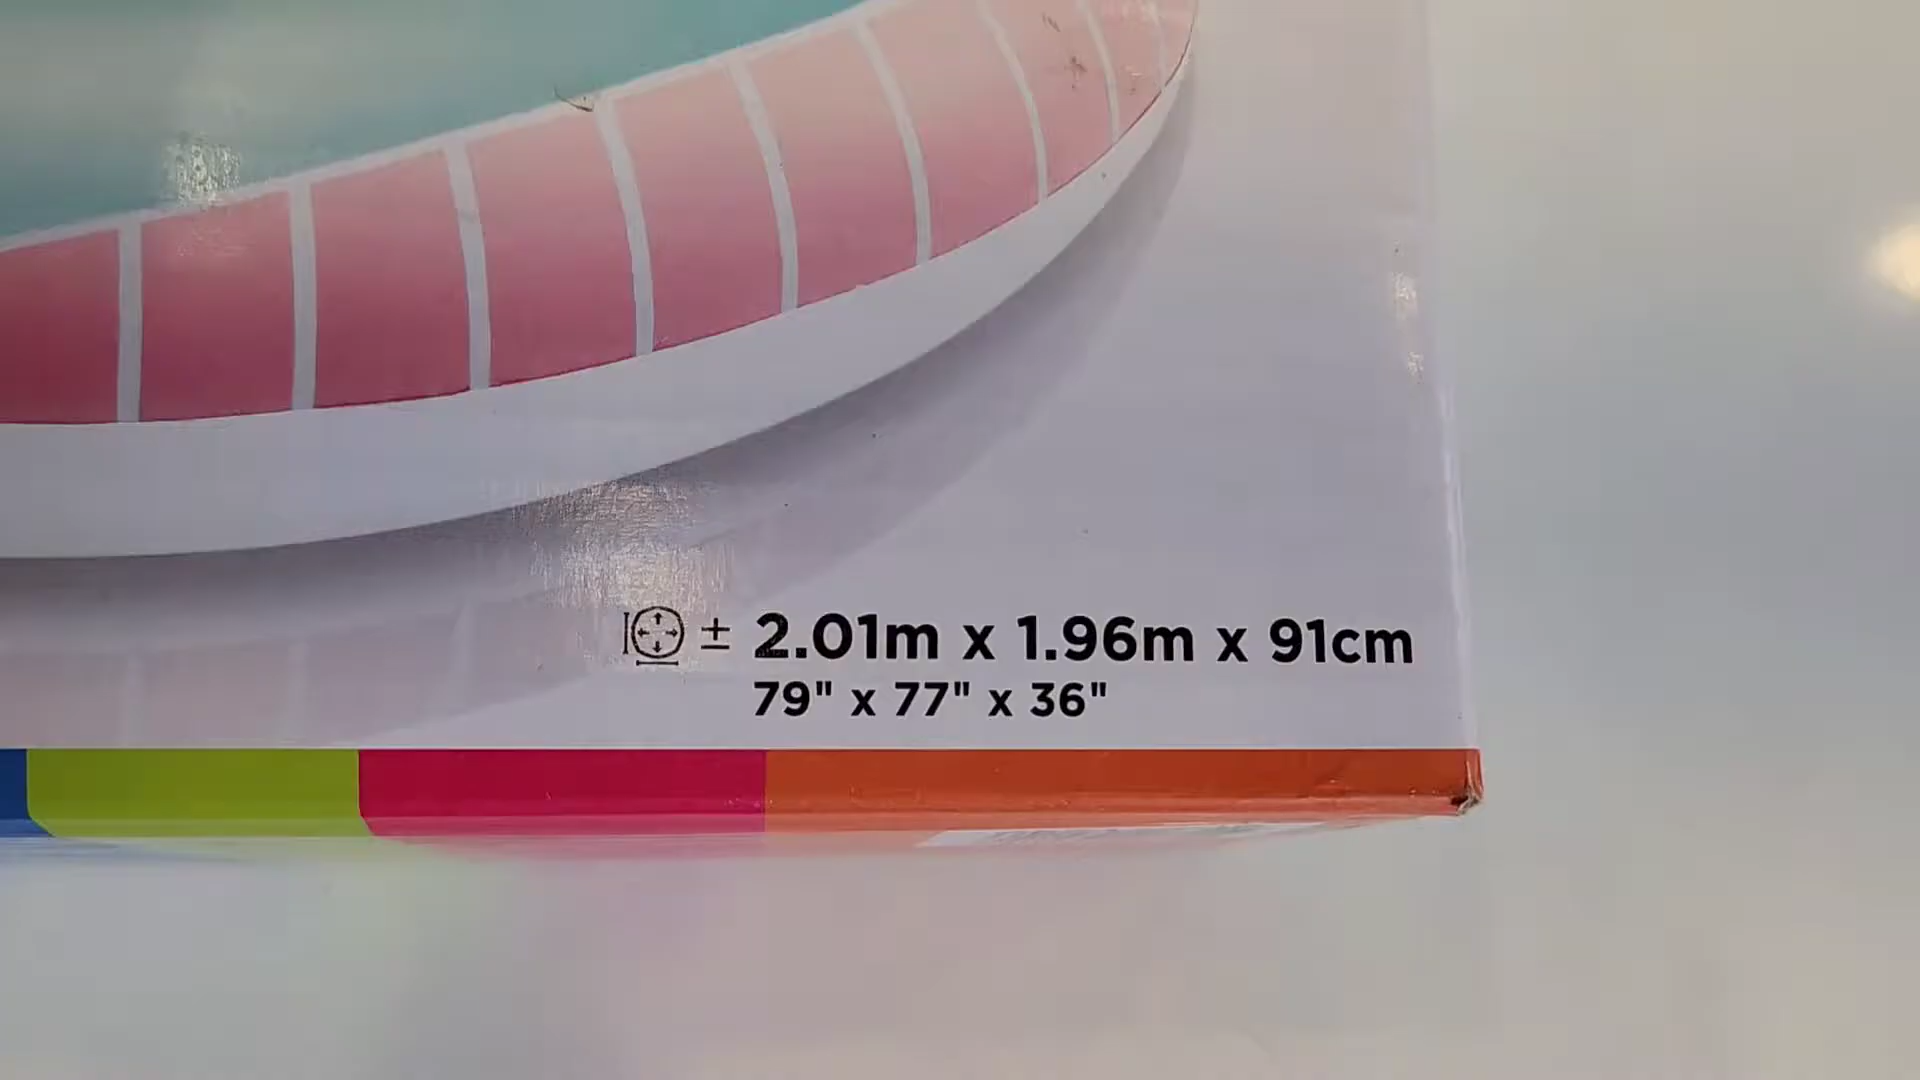 ± 2.01m x 1.96m x 91cm
79" x 77" x 36"